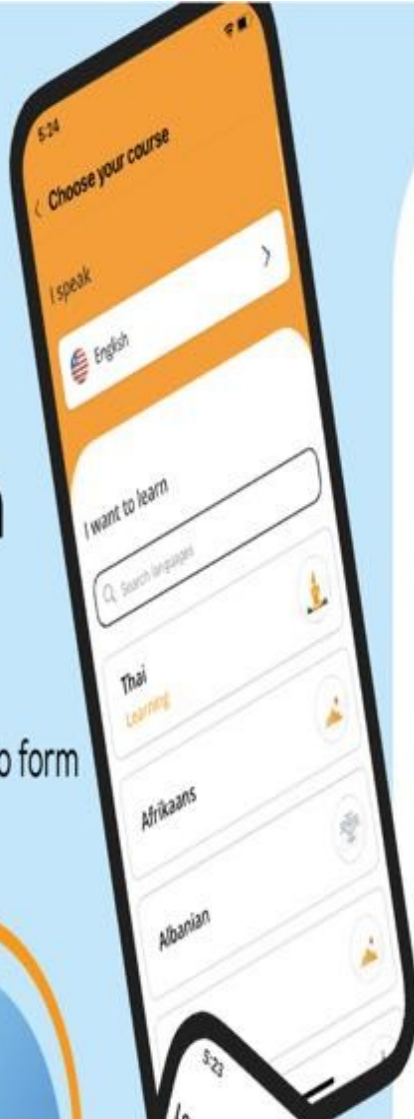 5:24
Choose your course
I speak
English
I want to learn
Search languages
Thai
Learning
Afrikaans
Albanian
o form
5:23